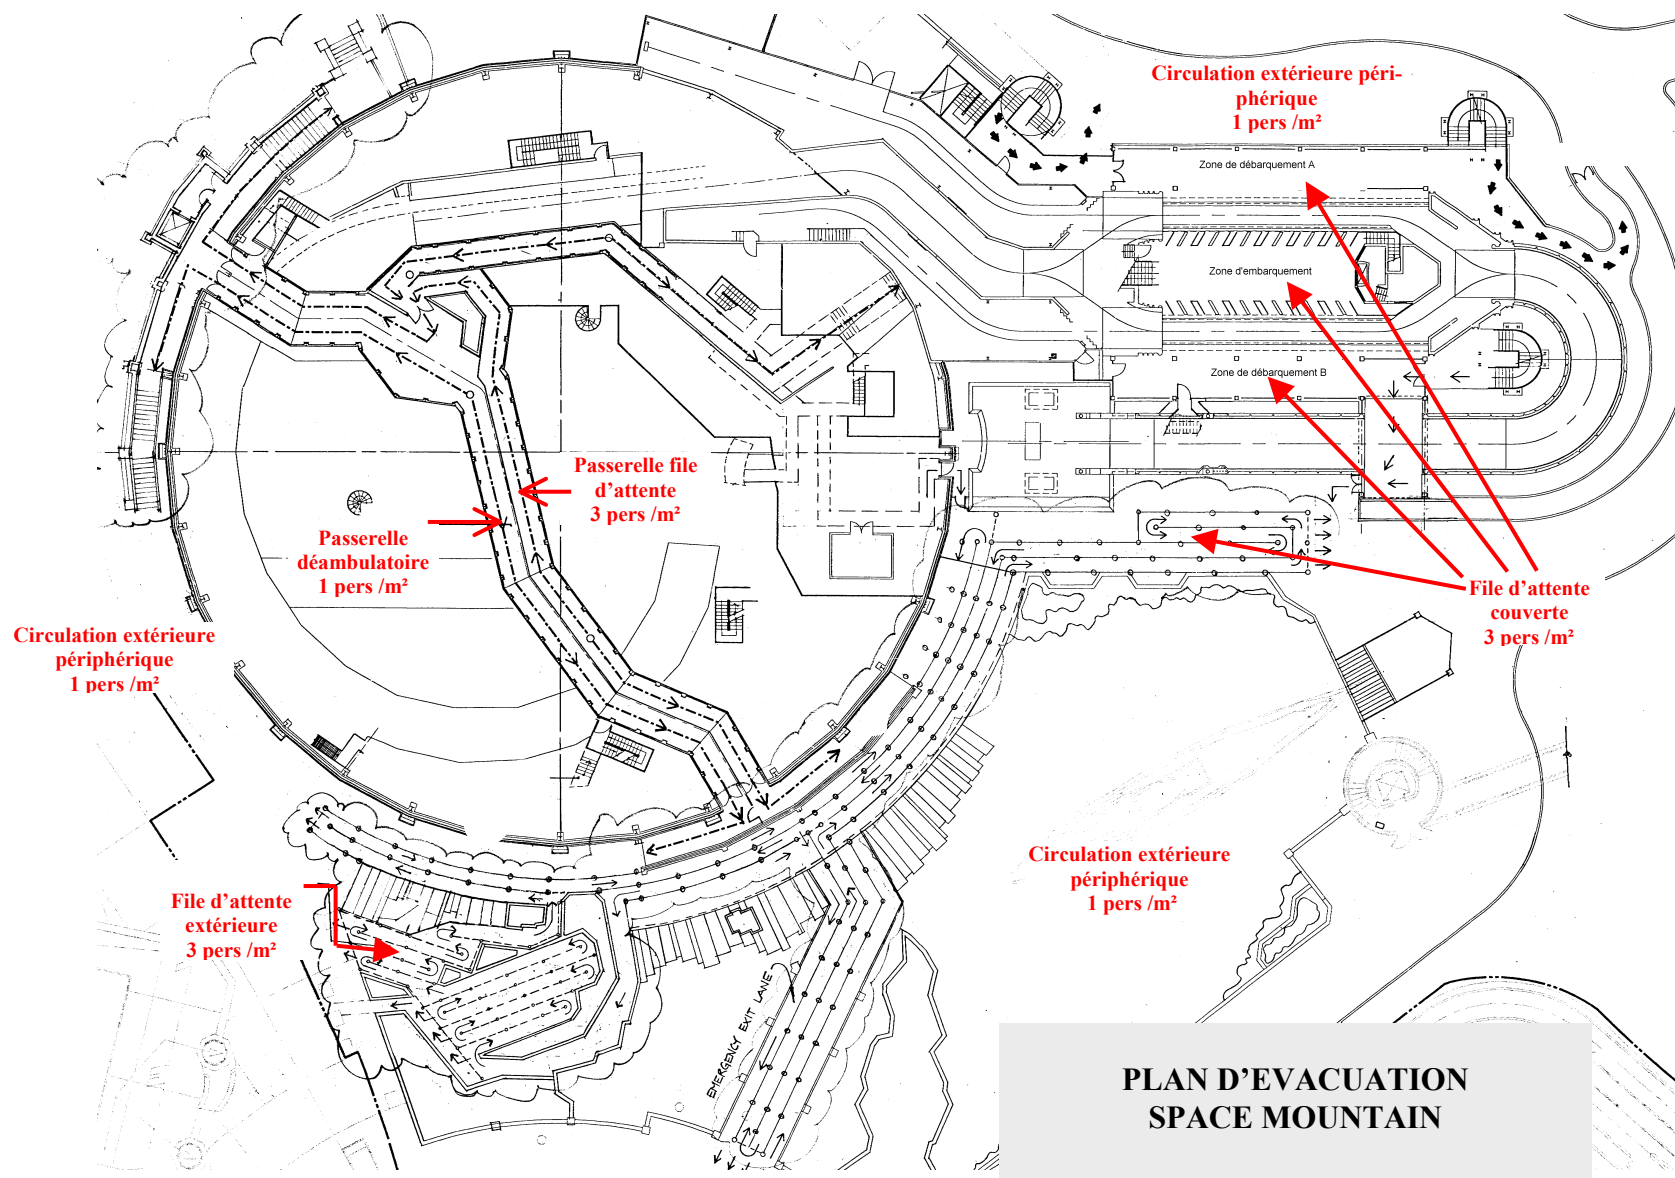 Circulation extérieure péri-
phérique
1 pers /m²
Zone de débarquement A
Zone d'embarquement
Zone de débarquement B
Passerelle file
d'attente
3 pers /m²
Passerelle
déambulatoire
1 pers /m²
File d'attente
couverte
3 pers /m²
Circulation extérieure
périphérique
1 pers /m²
Circulation extérieure
périphérique
1 pers /m²
File d'attente
extérieure
3 pers /m²
EMERGENCY EXIT LANE
PLAN D'EVACUATION
SPACE MOUNTAIN